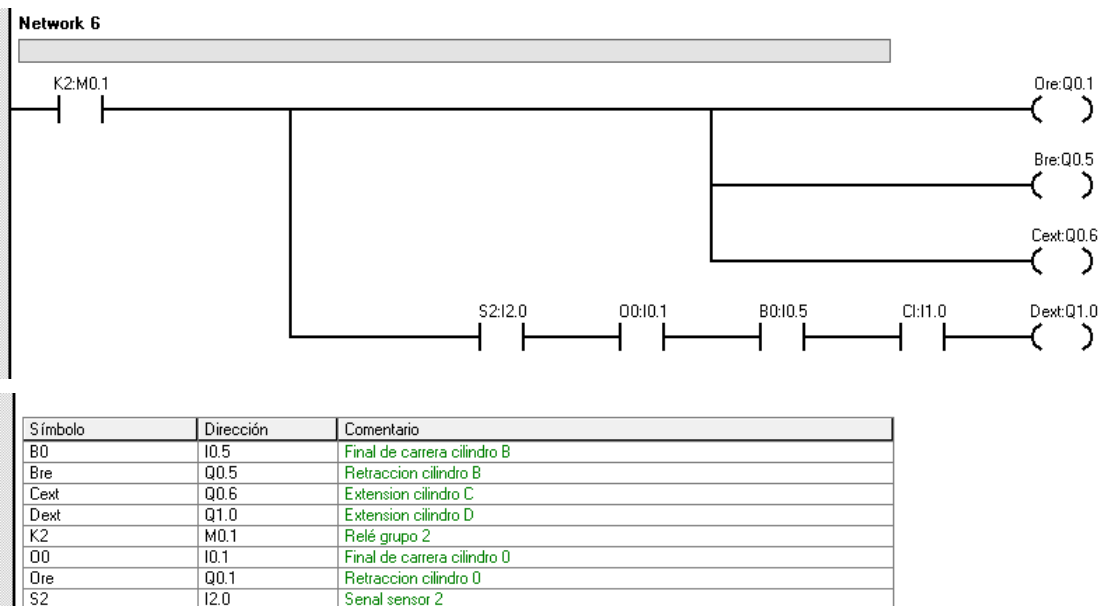 Network 6
K2:M0.1
Ore:Q0.1
Bre:Q0.5
Cext:Q0.6
S2:I2.0 O0:I0.1 B0:I0.5 CI:I1.0 Dext:Q1.0
Símbolo Dirección Comentario
B0 I0.5 Final de carrera cilindro B
Bre Q0.5 Retraccion cilindro B
Cext Q0.6 Extension cilindro C
Dext Q1.0 Extension cilindro D
K2 M0.1 Relé grupo 2
O0 I0.1 Final de carrera cilindro 0
Ore Q0.1 Retraccion cilindro 0
S2 I2.0 Senal sensor 2